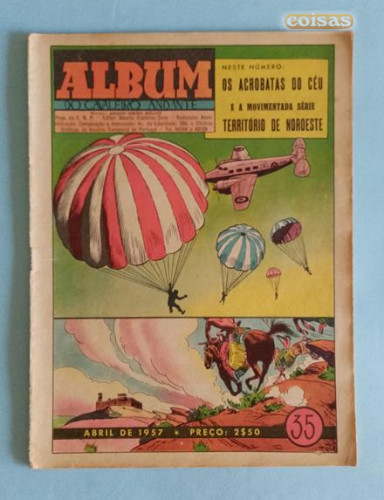 coisas
ALBUM
DO CAVALEIRO ANDANTE
NESTE NÚMERO:
OS ACROBATAS DO CÉU
E A MOVIMENTADA SÉRIE
TERRITÓRIO DE NOROESTE
ABRIL DE 1957 * PREÇO: 2$50
35